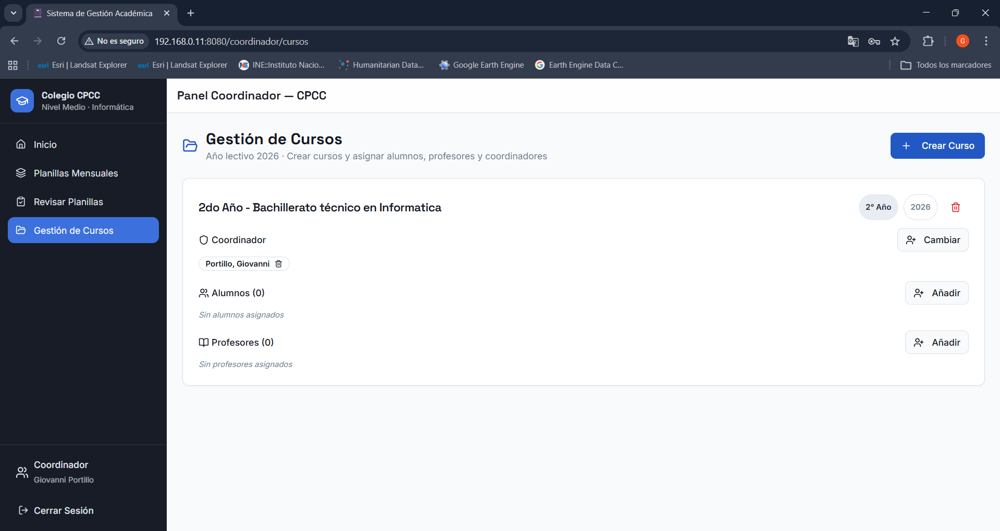 Sistema de Gestión Académica
No es seguro
192.168.0.11:8080/coordinador/cursos
G
esri Esri | Landsat Explorer
esri Esri | Landsat Explorer
NE INE::Instituto Nacio...
Humanitarian Data...
Google Earth Engine
Earth Engine Data C...
Todos los marcadores
Colegio CPCC
Nivel Medio · Informática
Inicio
Planillas Mensuales
Revisar Planillas
Gestión de Cursos
Coordinador
Giovanni Portillo
Cerrar Sesión
Panel Coordinador — CPCC
Gestión de Cursos
Año lectivo 2026 · Crear cursos y asignar alumnos, profesores y coordinadores
Crear Curso
2do Año - Bachillerato técnico en Informatica
2° Año
2026
Coordinador
Cambiar
Portillo, Giovanni
Alumnos (0)
Añadir
Sin alumnos asignados
Profesores (0)
Añadir
Sin profesores asignados